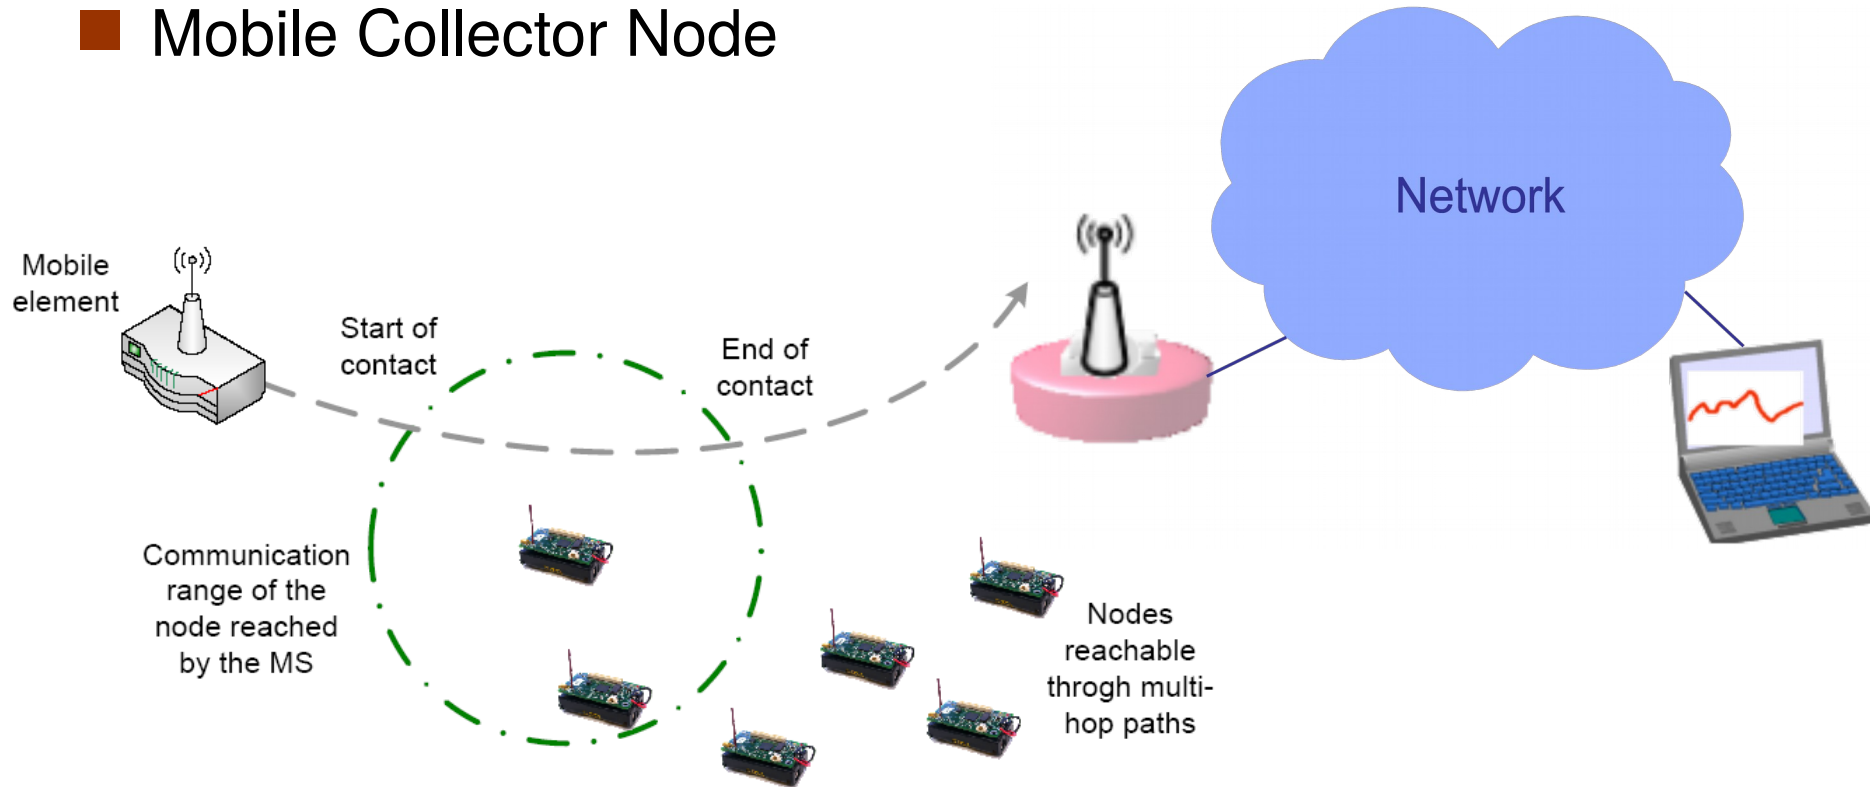 Mobile Collector Node
Network
Mobile
element
Start of
contact
End of
contact
Communication
range of the
node reached
by the MS
Nodes
reachable
throgh multi-
hop paths